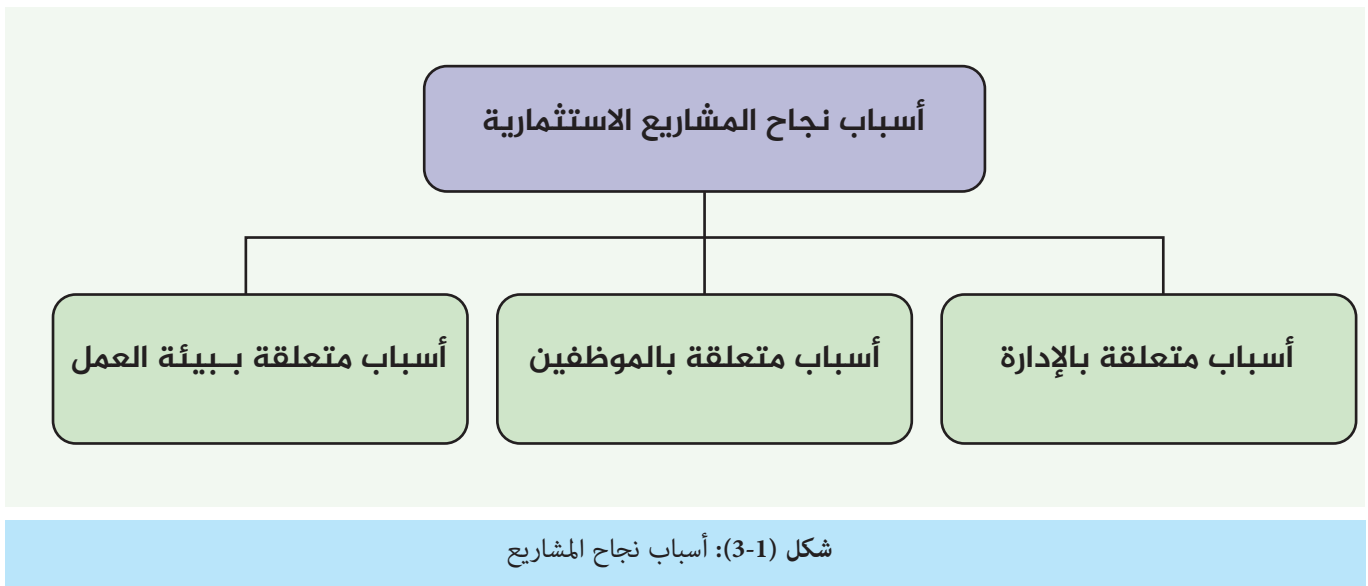 أسباب نجاح المشاريع الاستثمارية
أسباب متعلقة بالإدارة
أسباب متعلقة بالموظفين
أسباب متعلقة بــبيئة العمل
شكل (1-3): أسباب نجاح المشاريع